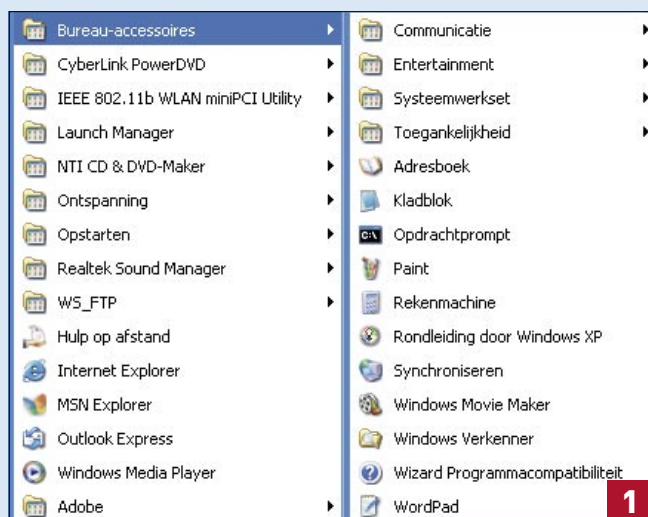 Bureau-accessoires
CyberLink PowerDVD
IEEE 802.11b WLAN miniPCI Utility
Launch Manager
NTI CD & DVD-Maker
Ontspanning
Opstarten
Realtek Sound Manager
WS_FTP
Hulp op afstand
Internet Explorer
MSN Explorer
Outlook Express
Windows Media Player
Adobe
Communicatie
Entertainment
Systeemwerkset
Toegankelijkheid
Adresboek
Kladblok
C:\
Opdrachtprompt
Paint
Rekenmachine
Rondleiding door Windows XP
Synchroniseren
Windows Movie Maker
Windows Verkenner
Wizard Programmacompatibiliteit
WordPad
1